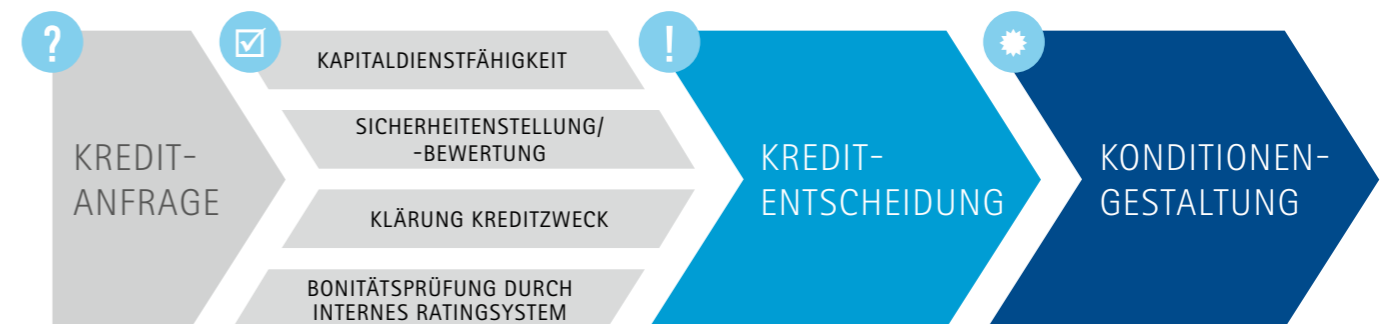 ?
KREDIT-
ANFRAGE
KAPITALDIENSTFÄHIGKEIT
SICHERHEITENSTELLUNG/
-BEWERTUNG
KLÄRUNG KREDITZWECK
BONITÄTSPRÜFUNG DURCH
INTERNES RATINGSYSTEM
!
KREDIT-
ENTSCHEIDUNG
KONDITIONEN-
GESTALTUNG